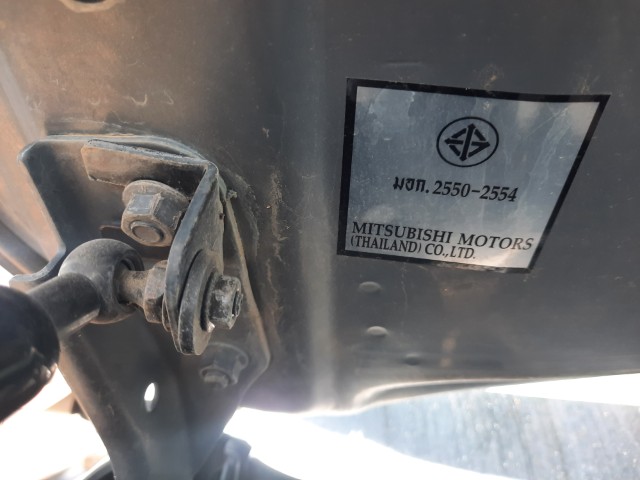 มอก. 2550-2554
MITSUBISHI MOTORS
(THAILAND) CO.,LTD.